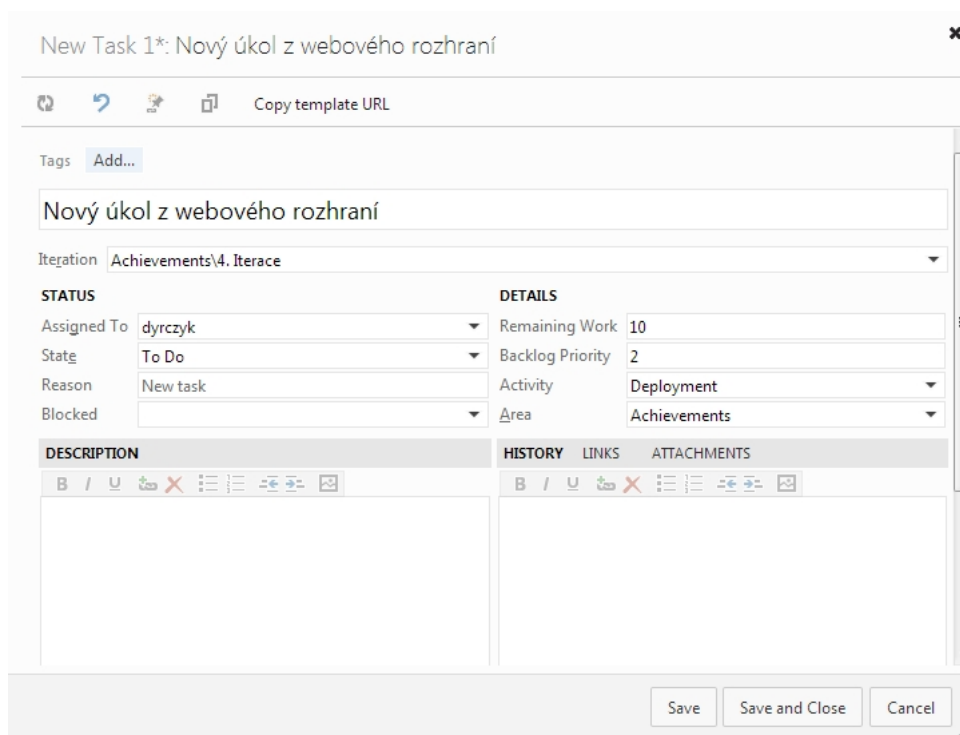 New Task 1*: Nový úkol z webového rozhraní
Copy template URL
Tags Add...
Nový úkol z webového rozhraní
Iteration Achievements\4. Iterace
STATUS DETAILS
Assigned To dyrczyk Remaining Work 10
State To Do Backlog Priority 2
Reason New task Activity Deployment
Blocked Area Achievements
DESCRIPTION HISTORY LINKS ATTACHMENTS
B I U B I U
Save Save and Close Cancel